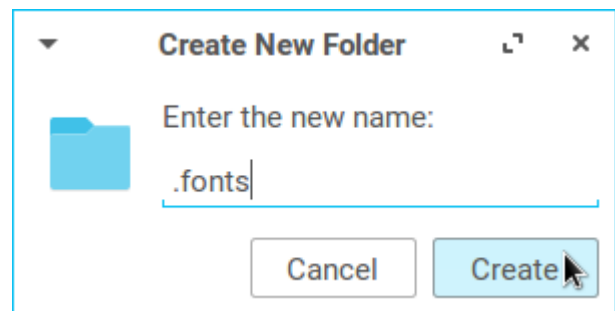 Create New Folder
Enter the new name:
.fonts
Cancel
Create